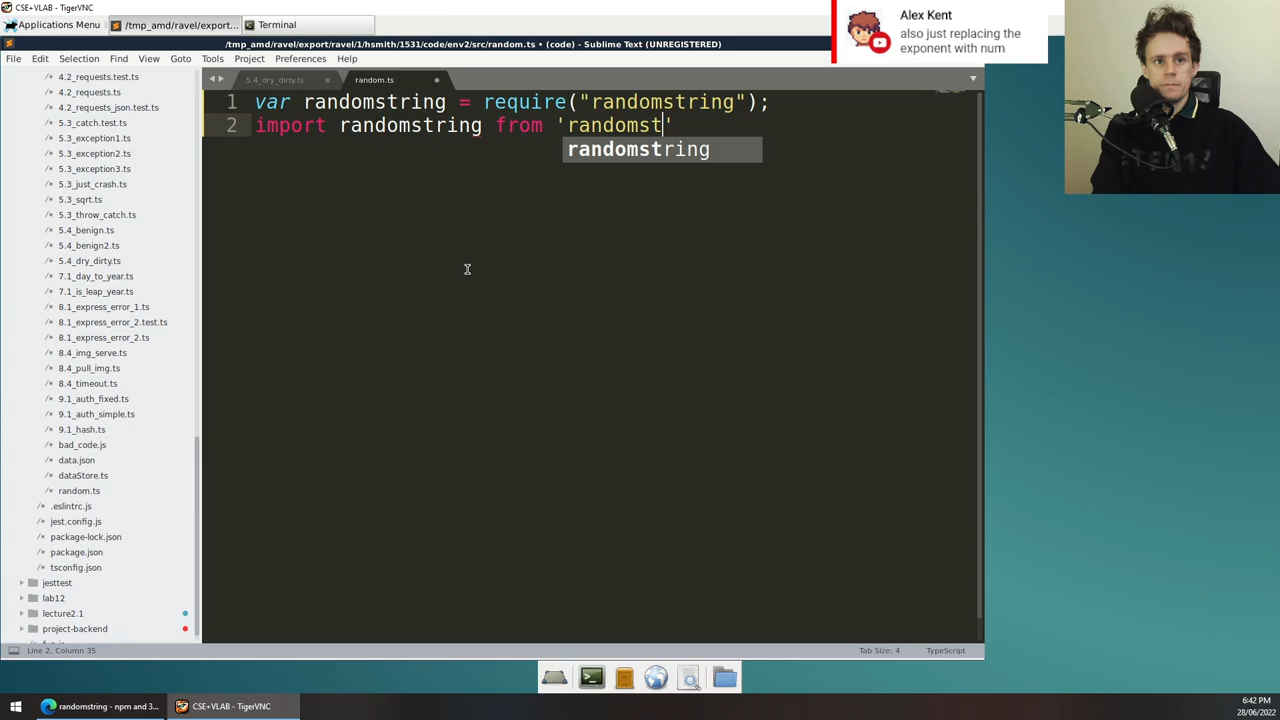 CSE+VLAB - TigerVNC
Applications Menu
/tmp_amd/ravel/export...
Terminal
Alex Kent
also just replacing the
exponent with num
/tmp_amd/ravel/export/ravel/1/hsmith/1531/code/env2/src/random.ts • (code) - Sublime Text (UNREGISTERED)
File Edit Selection Find View Goto Tools Project Preferences Help
5.4_dry_dirty.ts
random.ts
1 var randomstring = require("randomstring");
2 import randomstring from 'randomst'
randomstring
/* 4.2_requests.test.ts
/* 4.2_requests.ts
/* 4.2_requests_json.test.ts
/* 5.3_catch.test.ts
/* 5.3_exception1.ts
/* 5.3_exception2.ts
/* 5.3_exception3.ts
/* 5.3_just_crash.ts
/* 5.3_sqrt.ts
/* 5.3_throw_catch.ts
/* 5.4_benign.ts
/* 5.4_benign2.ts
/* 5.4_dry_dirty.ts
/* 7.1_day_to_year.ts
/* 7.1_is_leap_year.ts
/* 8.1_express_error_1.ts
/* 8.1_express_error_2.test.ts
/* 8.1_express_error_2.ts
/* 8.4_img_serve.ts
/* 8.4_pull_img.ts
/* 8.4_timeout.ts
/* 9.1_auth_fixed.ts
/* 9.1_auth_simple.ts
/* 9.1_hash.ts
/* bad_code.js
/* data.json
/* dataStore.ts
/* random.ts
/* .eslintrc.js
/* jest.config.js
/* package-lock.json
/* package.json
/* tsconfig.json
jesttest
lab12
lecture2.1
project-backend
Line 2, Column 35
Tab Size: 4
TypeScript
randomstring - npm and 3...
CSE+VLAB - TigerVNC
6:42 PM
28/06/2022